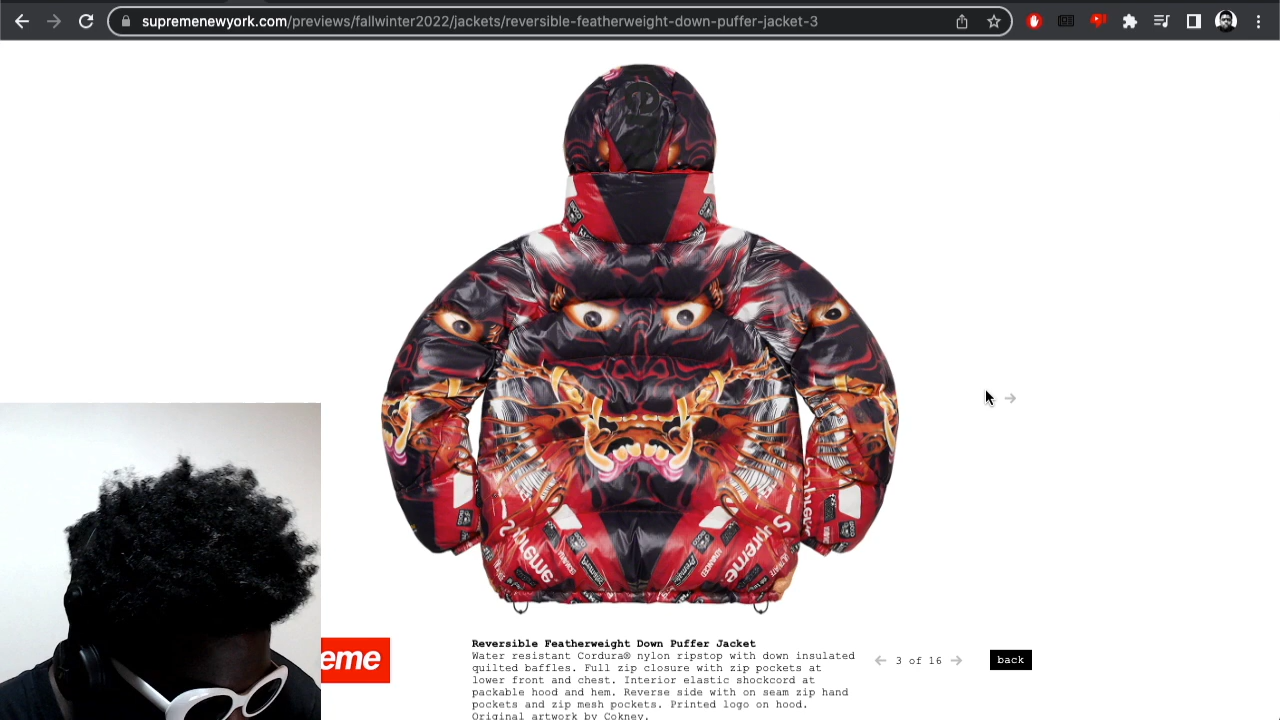 supremenewyork.com/previews/fallwinter2022/jackets/reversible-featherweight-down-puffer-jacket-3
Supreme
Supreme
eme
Reversible Featherweight Down Puffer Jacket
Water resistant Cordura® nylon ripstop with down insulated
quilted baffles. Full zip closure with zip pockets at
lower front and chest. Interior elastic shockcord at
packable hood and hem. Reverse side with on seam zip hand
pockets and zip mesh pockets. Printed logo on hood.
Original artwork by Cokney.
3 of 16
back